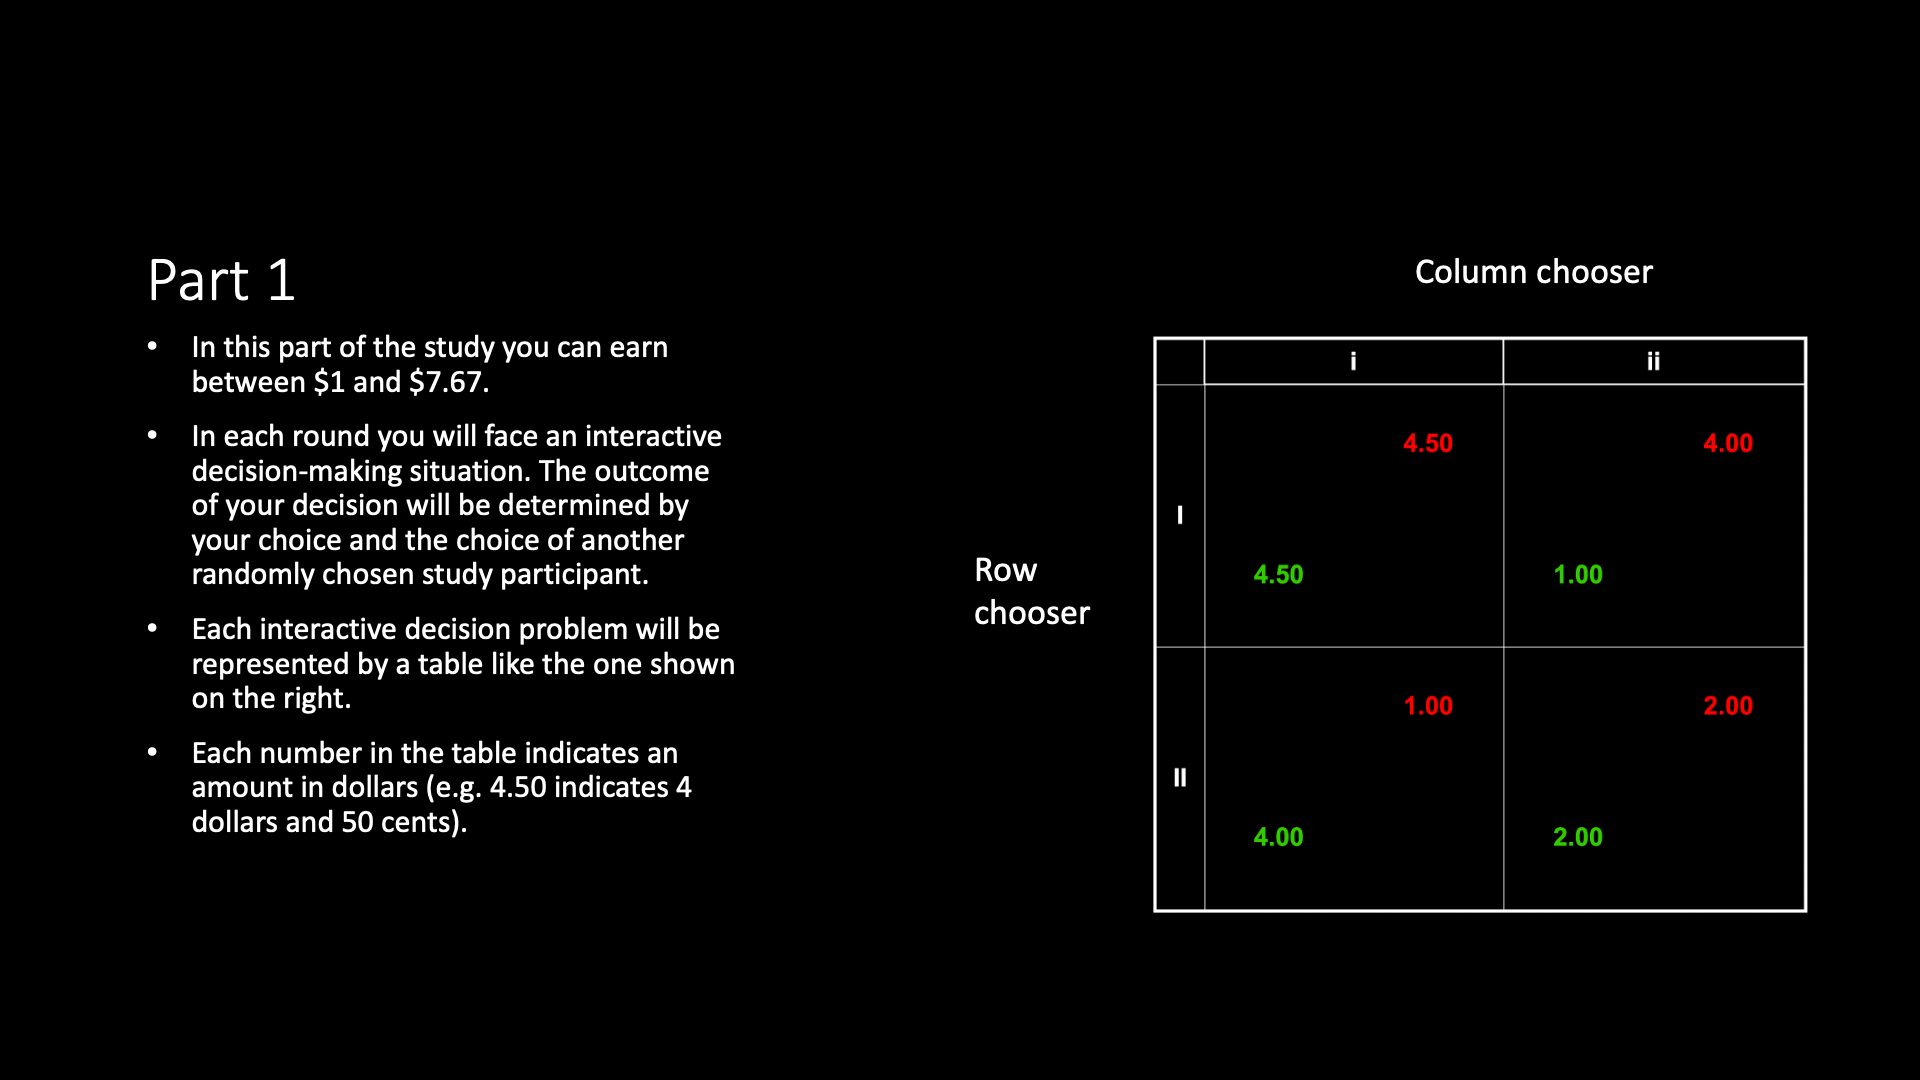 Part 1
• In this part of the study you can earn
between $1 and $7.67.
• In each round you will face an interactive
decision-making situation. The outcome
of your decision will be determined by
your choice and the choice of another
randomly chosen study participant.
• Each interactive decision problem will be
represented by a table like the one shown
on the right.
• Each number in the table indicates an
amount in dollars (e.g. 4.50 indicates 4
dollars and 50 cents).
Column chooser
Row
chooser
i ii
4.50 4.00
I
4.50 1.00
1.00 2.00
II
4.00 2.00